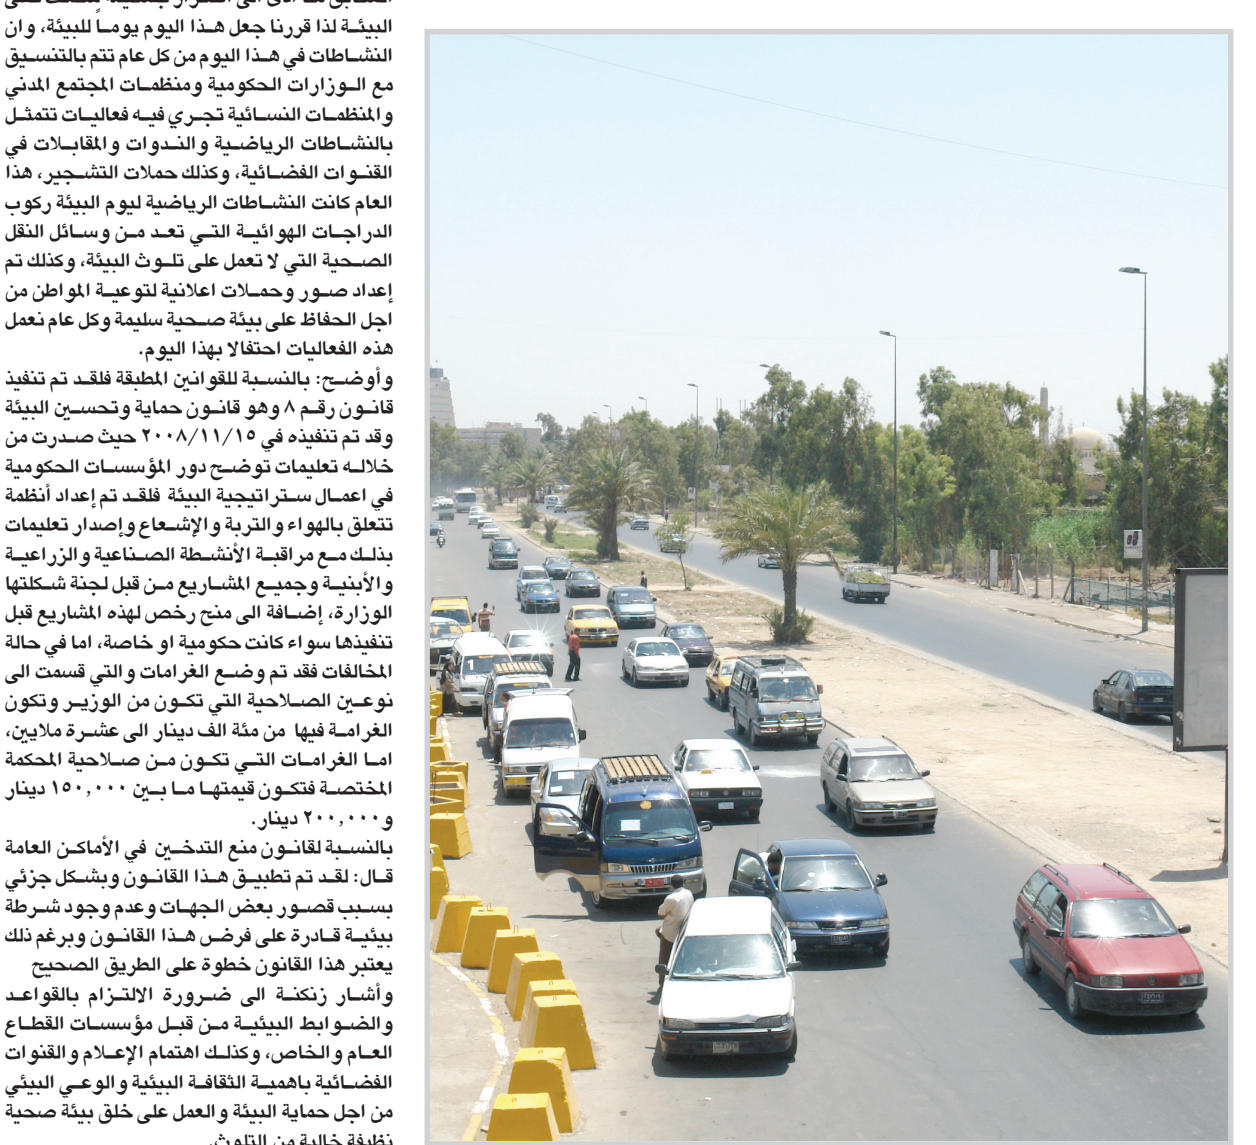 البيئة لذا قررنا جعل هذا اليوم يوماً للبيئة، وان
النشاطات في هذا اليوم من كل عام تتم بالتنسيق
مع الوزارات الحكومية ومنظمات المجتمع المدني
والمنظمات النسائية تجري فيه فعاليات تتمثل
بالنشاطات الرياضية والندوات والمقابلات في
القنوات الفضائية، وكذلك حملات التشجير، هذا
العام كانت النشاطات الرياضية ليوم البيئة ركوب
الدراجات الهوائية التي تعد من وسائل النقل
الصحية التي لا تعمل على تلوث البيئة، وكذلك تم
إعداد صور وحملات اعلانية لتوعية المواطن من
اجل الحفاظ على بيئة صحية سليمة وكل عام نعمل
هذه الفعاليات احتفالا بهذا اليوم.
وأوضح: بالنسبة للقوانين المطبقة فلقد تم تنفيذ
قانون رقم ٨ وهو قانون حماية وتحسين البيئة
وقد تم تنفيذه في ٢٠٠٨/١١/١٥ حيث صدرت من
خلاله تعليمات توضح دور المؤسسات الحكومية
في اعمال ستراتيجية البيئة فلقد تم إعداد أنظمة
تتعلق بالهواء والتربة والإشعاع وإصدار تعليمات
بذلك مع مراقبة الأنشطة الصناعية والزراعية
والأبنية وجميع المشاريع من قبل لجنة شكلتها
الوزارة، إضافة الى منح رخص لهذه المشاريع قبل
تنفيذها سواء كانت حكومية او خاصة، اما في حالة
المخالفات فقد تم وضع الغرامات والتي قسمت الى
نوعين الصلاحية التي تكون من الوزير وتكون
الغرامة فيها من مئة الف دينار الى عشرة ملايين،
اما الغرامات التي تكون من صلاحية المحكمة
المختصة فتكون قيمتها ما بين ١٥٠,٠٠٠ دينار
و٢٠٠,٠٠٠ دينار.
بالنسبة لقانون منع التدخين في الأماكن العامة
قال: لقد تم تطبيق هذا القانون وبشكل جزئي
بسبب قصور بعض الجهات وعدم وجود شرطة
بيئية قادرة على فرض هذا القانون وبرغم ذلك
يعتبر هذا القانون خطوة على الطريق الصحيح
وأشار زنكنة الى ضرورة الالتزام بالقواعد
والضوابط البيئية من قبل مؤسسات القطاع
العام والخاص، وكذلك اهتمام الإعلام والقنوات
الفضائية باهمية الثقافة البيئية والوعي البيئي
من اجل حماية البيئة والعمل على خلق بيئة صحية
نظيفة خالية من التلوث.